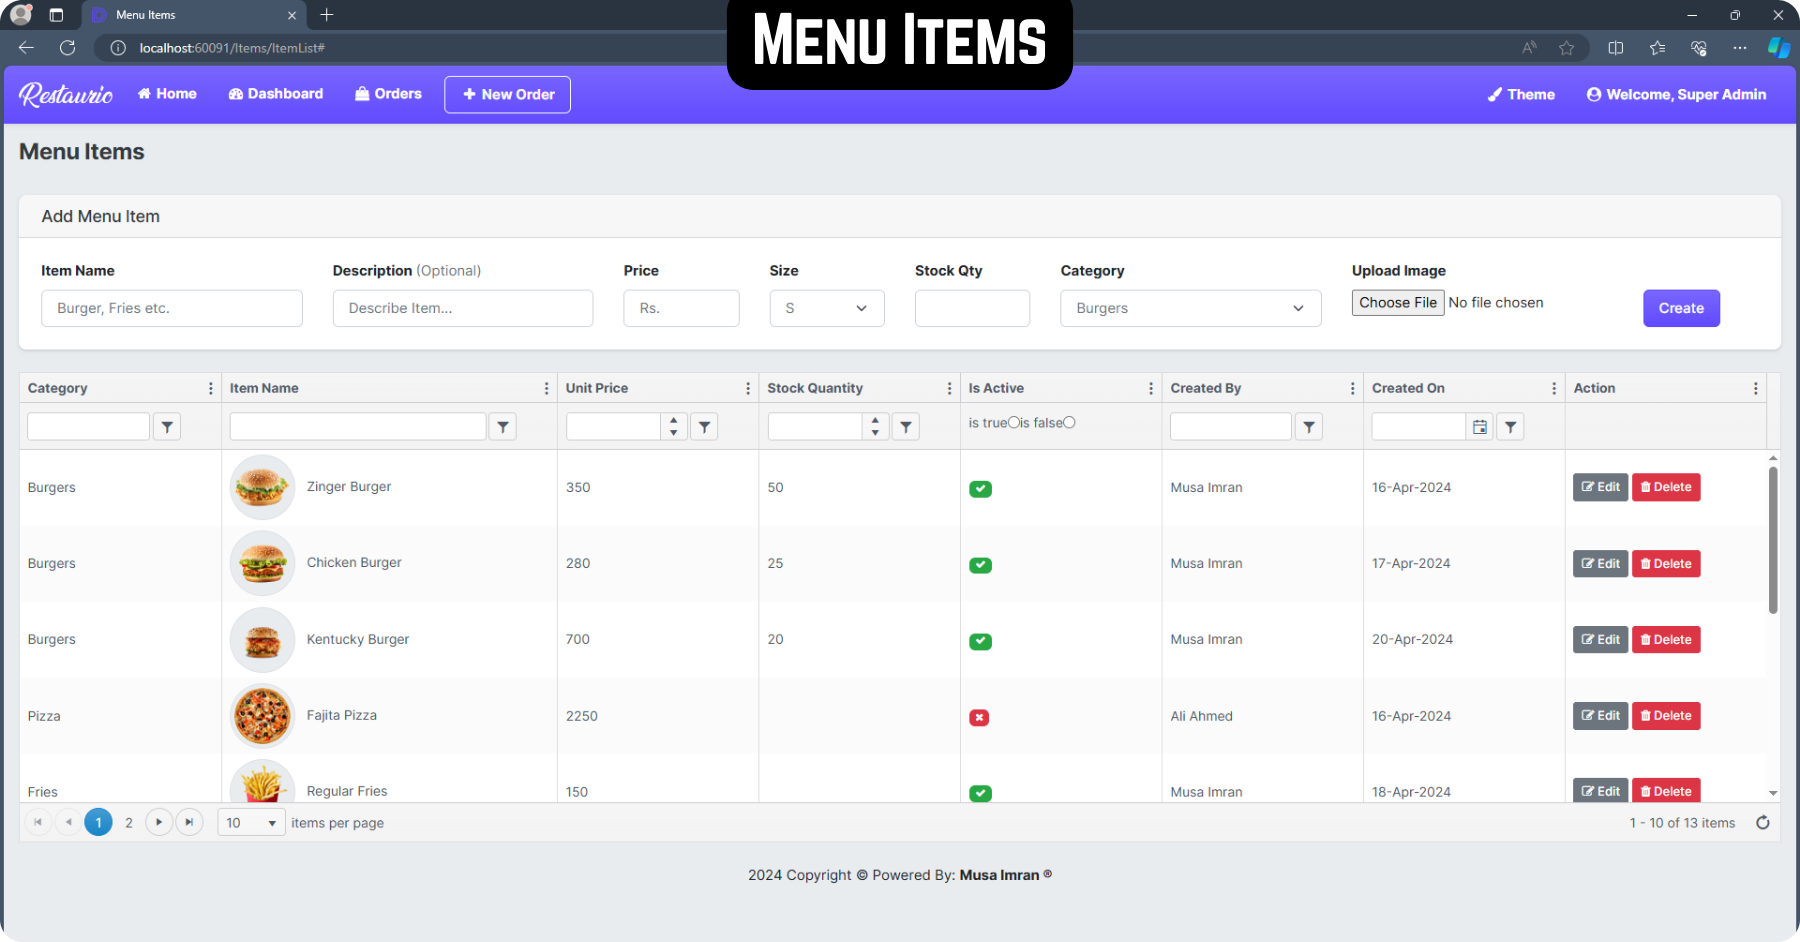 Menu Items
localhost:60091/Items/ItemList#
Menu Items
Restaurio
Home
Dashboard
Orders
New Order
Theme
Welcome, Super Admin
Menu Items
Add Menu Item
Item Name
Description (Optional)
Price
Size
Stock Qty
Category
Upload Image
Burger, Fries etc.
Describe Item...
Rs.
S
Burgers
Choose File No file chosen
Create
Category
Item Name
Unit Price
Stock Quantity
Is Active
Created By
Created On
Action
is true is false
Burgers Zinger Burger 350 50 Musa Imran 16-Apr-2024 Edit Delete
Burgers Chicken Burger 280 25 Musa Imran 17-Apr-2024 Edit Delete
Burgers Kentucky Burger 700 20 Musa Imran 20-Apr-2024 Edit Delete
Pizza Fajita Pizza 2250 Ali Ahmed 16-Apr-2024 Edit Delete
Fries Regular Fries 150 Musa Imran 18-Apr-2024 Edit Delete
1 2 10 items per page 1 - 10 of 13 items
2024 Copyright © Powered By: Musa Imran ®